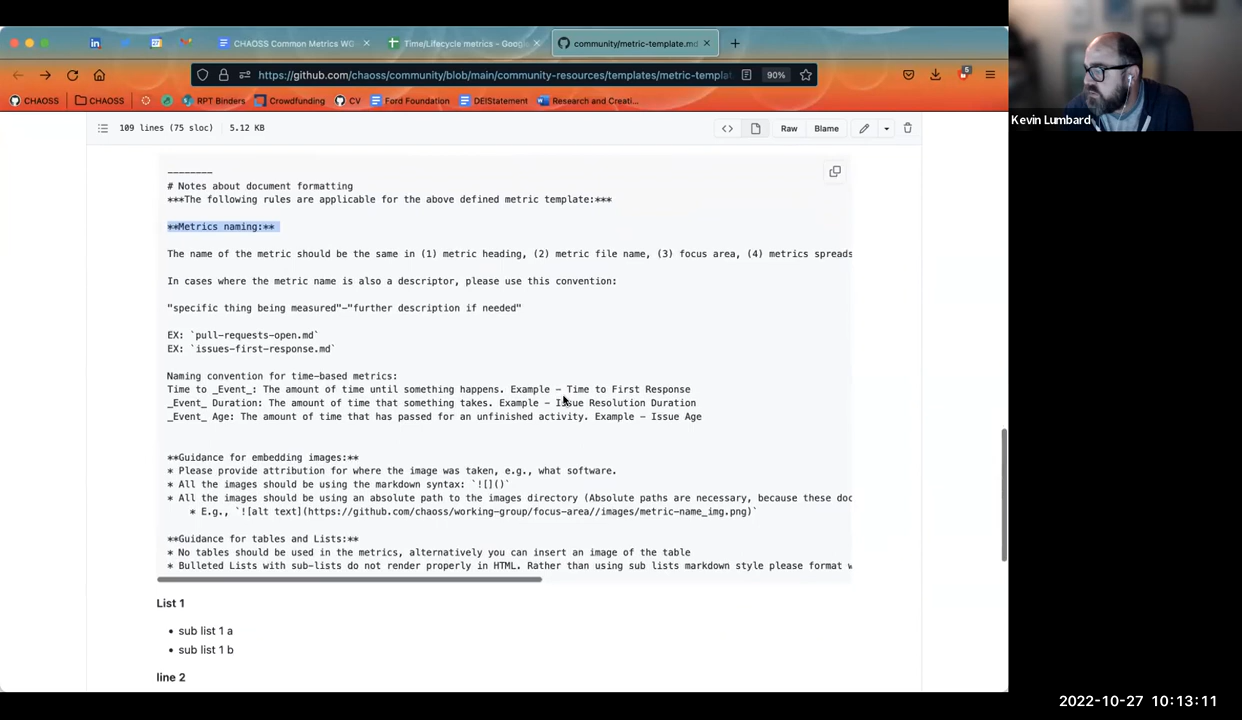 CHAOSS Common Metrics WG
Time/Lifecycle metrics - Goog
community/metric-template.md
https://github.com/chaoss/community/blob/main/community-resources/templates/metric-templat
90%
5
CHAOSS
CHAOSS
RPT Binders
Crowdfunding
CV
Ford Foundation
DEIStatement
Research and Creati...
109 lines (75 sloc)
5.12 KB
Raw
Blame
Kevin Lumbard
--------
# Notes about document formatting
***The following rules are applicable for the above defined metric template:***
**Metrics naming:**
The name of the metric should be the same in (1) metric heading, (2) metric file name, (3) focus area, (4) metrics spreads
In cases where the metric name is also a descriptor, please use this convention:
"specific thing being measured"-"further description if needed"
EX: `pull-requests-open.md`
EX: `issues-first-response.md`
Naming convention for time-based metrics:
Time to _Event_: The amount of time until something happens. Example - Time to First Response
_Event_ Duration: The amount of time that something takes. Example - Issue Resolution Duration
_Event_ Age: The amount of time that has passed for an unfinished activity. Example - Issue Age
**Guidance for embedding images:**
* Please provide attribution for where the image was taken, e.g., what software.
* All the images should be using the markdown syntax: `![]()`
* All the images should be using an absolute path to the images directory (Absolute paths are necessary, because these doc
* E.g., `![alt text](https://github.com/chaoss/working-group/focus-area//images/metric-name_img.png)`
**Guidance for tables and Lists:**
* No tables should be used in the metrics, alternatively you can insert an image of the table
* Bulleted Lists with sub-lists do not render properly in HTML. Rather than using sub lists markdown style please format w
List 1
• sub list 1 a
• sub list 1 b
line 2
2022-10-27 10:13:11